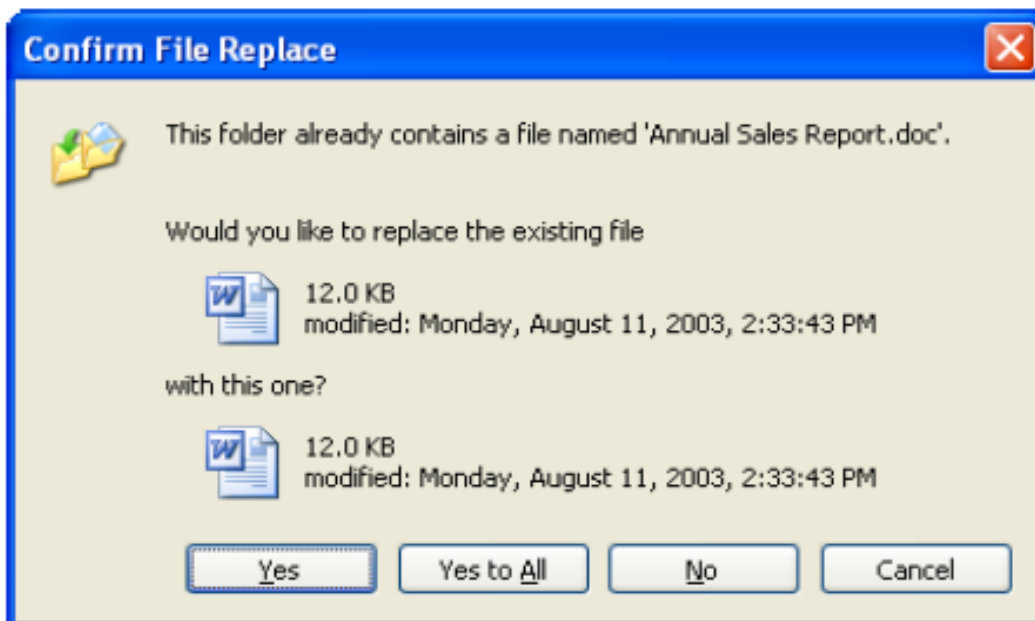 Confirm File Replace
This folder already contains a file named 'Annual Sales Report.doc'.
Would you like to replace the existing file
12.0 KB
modified: Monday, August 11, 2003, 2:33:43 PM
with this one?
12.0 KB
modified: Monday, August 11, 2003, 2:33:43 PM
Yes Yes to All No Cancel